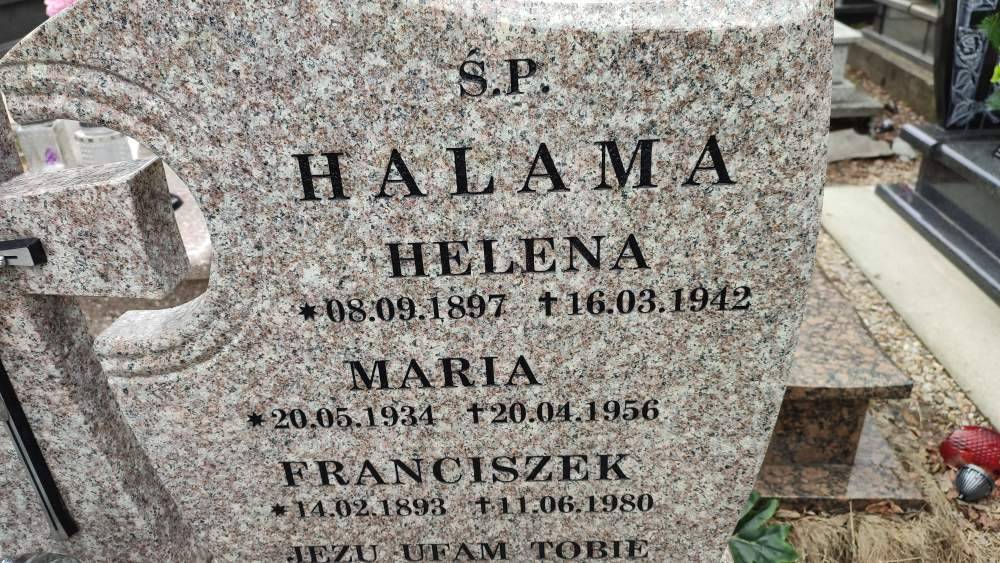 Ś.P.
HALAMA
HELENA
*08.09.1897 †16.03.1942
MARIA
*20.05.1934 †20.04.1956
FRANCISZEK
*14.02.1893 †11.06.1980
JEZU UFAM TOBIE